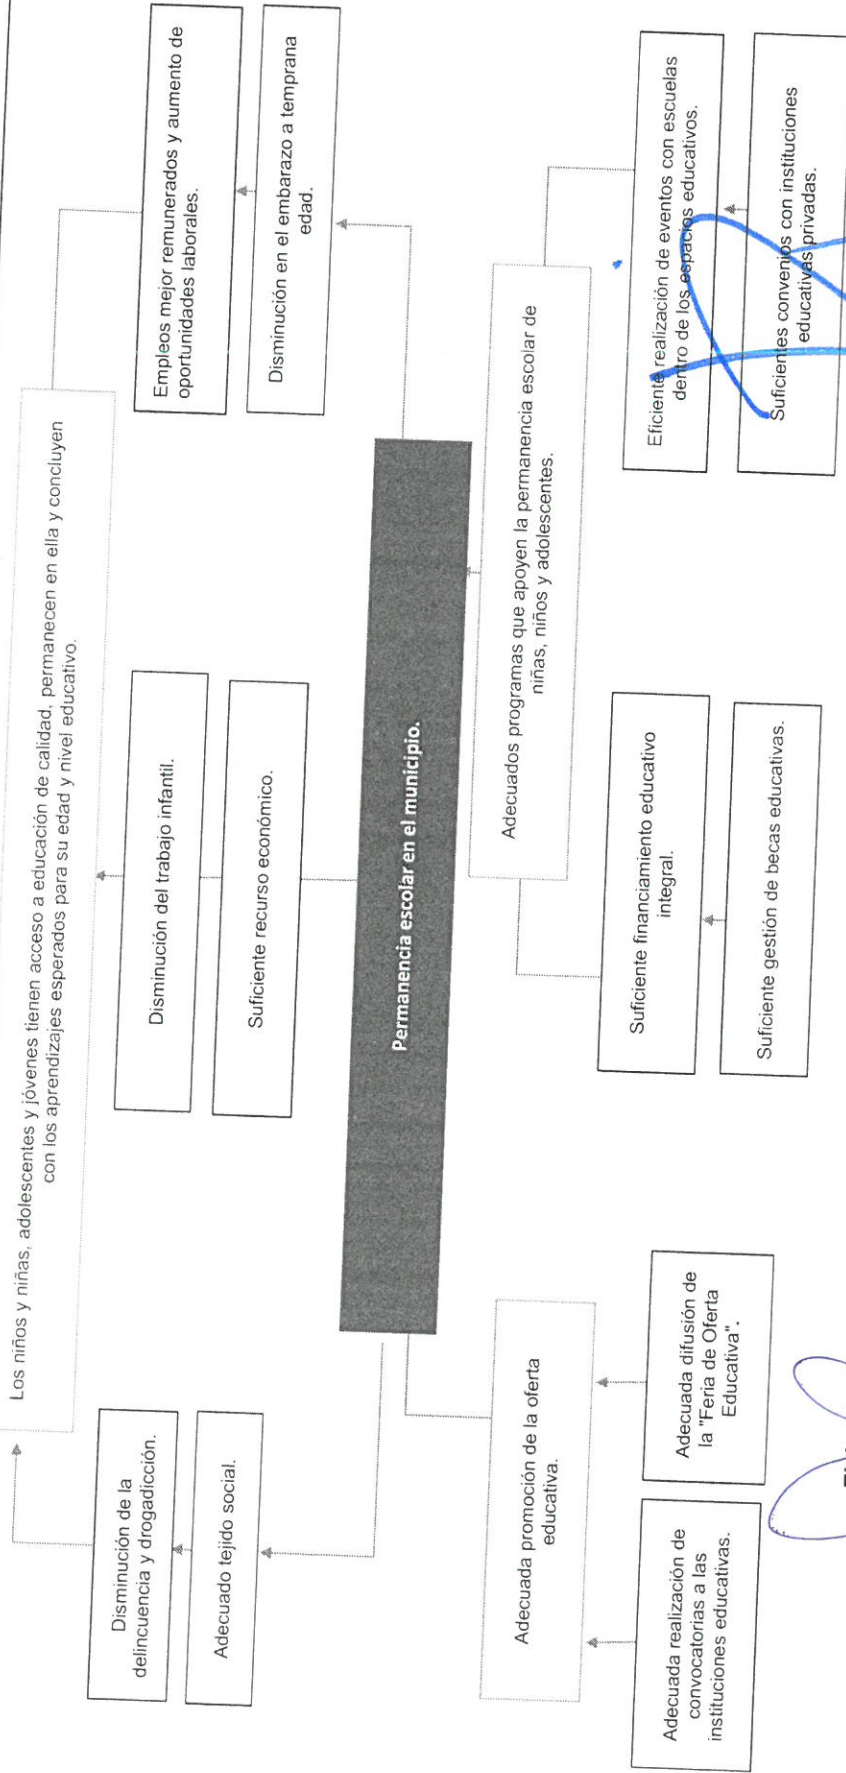 Los niños y niñas, adolescentes y jóvenes tienen acceso a educación de calidad, permanecen en ella y concluyen
con los aprendizajes esperados para su edad y nivel educativo.
Disminución de la
delincuencia y drogadicción.
Adecuado tejido social.
Disminución del trabajo infantil.
Suficiente recurso económico.
Empleos mejor remunerados y aumento de
oportunidades laborales.
Disminución en el embarazo a temprana
edad.
Permanencia escolar en el municipio.
Adecuada promoción de la oferta
educativa.
Adecuada realización de
convocatorias a las
instituciones educativas.
Adecuada difusión de
la "Feria de Oferta
Educativa".
Adecuados programas que apoyen la permanencia escolar de
niñas, niños y adolescentes.
Suficiente financiamiento educativo
integral.
Suficiente gestión de becas educativas.
Eficiente realización de eventos con escuelas
dentro de los espacios educativos.
Suficientes convenios con instituciones
educativas privadas.